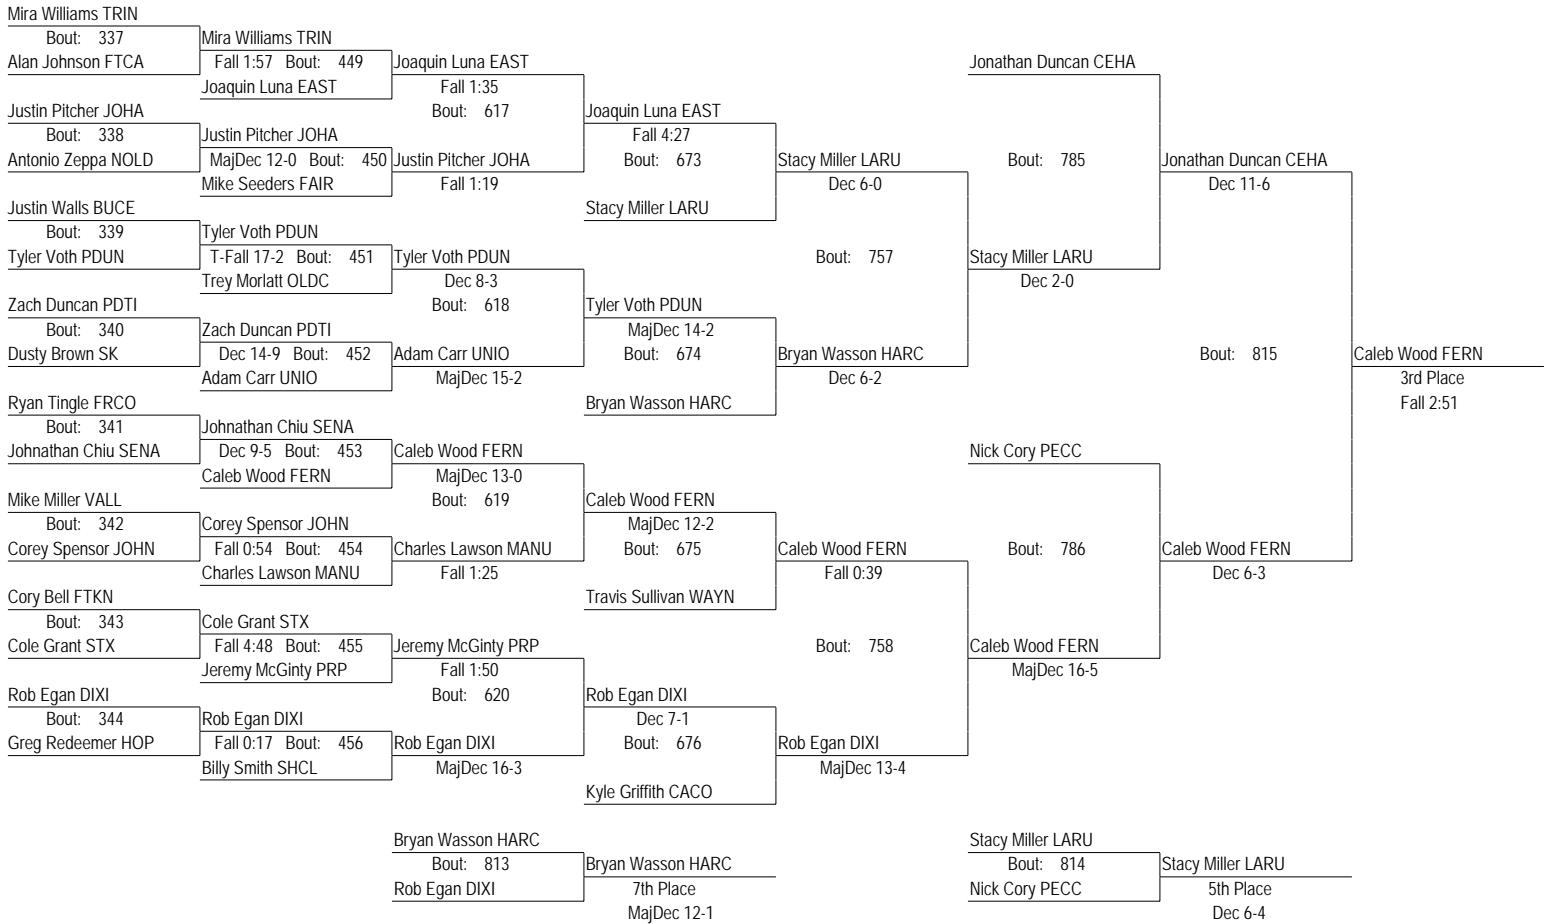 Mira Williams TRIN
Bout: 337
Mira Williams TRIN
Alan Johnson FTCA
Fall 1:57 Bout: 449
Joaquin Luna EAST
Jonathan Duncan CEHA
Joaquin Luna EAST
Fall 1:35
Justin Pitcher JOHA
Bout: 617
Joaquin Luna EAST
Bout: 338
Justin Pitcher JOHA
Fall 4:27
Antonio Zeppa NOLD
MajDec 12-0 Bout: 450
Justin Pitcher JOHA
Bout: 673
Stacy Miller LARU
Bout: 785
Jonathan Duncan CEHA
Mike Seeders FAIR
Fall 1:19
Dec 6-0
Dec 11-6
Justin Walls BUCE
Stacy Miller LARU
Bout: 339
Tyler Voth PDUN
Tyler Voth PDUN
T-Fall 17-2 Bout: 451
Tyler Voth PDUN
Bout: 757
Stacy Miller LARU
Trey Morlatt OLDC
Dec 8-3
Dec 2-0
Zach Duncan PDTI
Bout: 618
Tyler Voth PDUN
Bout: 340
Zach Duncan PDTI
MajDec 14-2
Dusty Brown SK
Dec 14-9 Bout: 452
Adam Carr UNIO
Bout: 674
Bryan Wasson HARC
Bout: 815
Caleb Wood FERN
Adam Carr UNIO
MajDec 15-2
Dec 6-2
3rd Place
Ryan Tingle FRCO
Bryan Wasson HARC
Fall 2:51
Bout: 341
Johnathan Chiu SENA
Johnathan Chiu SENA
Dec 9-5 Bout: 453
Caleb Wood FERN
Nick Cory PECC
Caleb Wood FERN
MajDec 13-0
Mike Miller VALL
Bout: 619
Caleb Wood FERN
Bout: 342
Corey Spensor JOHN
MajDec 12-2
Corey Spensor JOHN
Fall 0:54 Bout: 454
Charles Lawson MANU
Bout: 675
Caleb Wood FERN
Bout: 786
Caleb Wood FERN
Charles Lawson MANU
Fall 1:25
Fall 0:39
Dec 6-3
Cory Bell FTKN
Travis Sullivan WAYN
Bout: 343
Cole Grant STX
Cole Grant STX
Fall 4:48 Bout: 455
Jeremy McGinty PRP
Bout: 758
Caleb Wood FERN
Jeremy McGinty PRP
Fall 1:50
MajDec 16-5
Rob Egan DIXI
Bout: 620
Rob Egan DIXI
Bout: 344
Rob Egan DIXI
Dec 7-1
Greg Redeemer HOP
Fall 0:17 Bout: 456
Rob Egan DIXI
Bout: 676
Rob Egan DIXI
Billy Smith SHCL
MajDec 16-3
MajDec 13-4
Kyle Griffith CACO
Bryan Wasson HARC
Stacy Miller LARU
Bout: 813
Bryan Wasson HARC
Bout: 814
Stacy Miller LARU
Rob Egan DIXI
7th Place
Nick Cory PECC
5th Place
MajDec 12-1
Dec 6-4